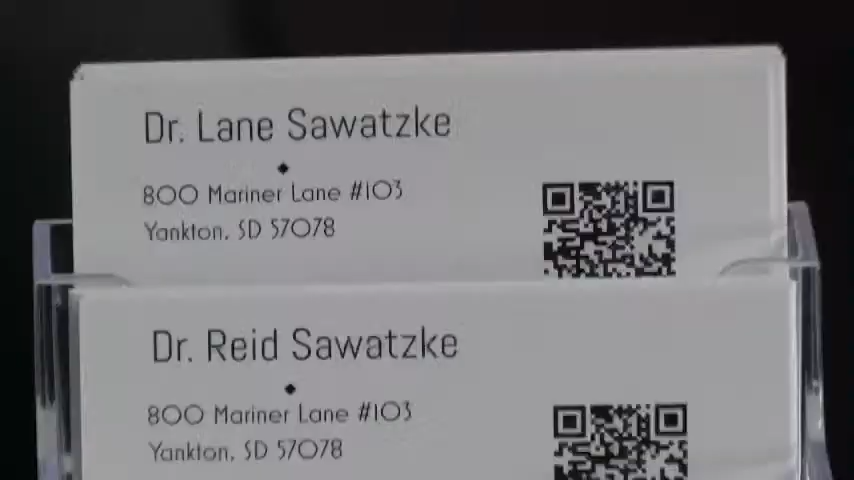 Dr. Lane Sawatzke
800 Mariner Lane #103
Yankton, SD 57078
Dr. Reid Sawatzke
800 Mariner Lane #103
Yankton, SD 57078